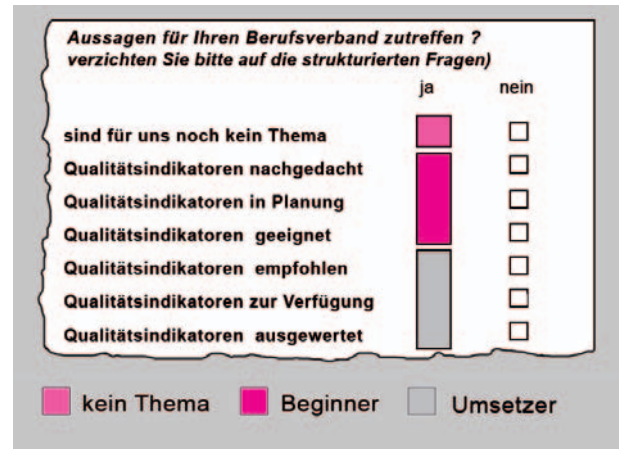 Aussagen für Ihren Berufsverband zutreffen ?
verzichten Sie bitte auf die strukturierten Fragen)
ja nein
sind für uns noch kein Thema
Qualitätsindikatoren nachgedacht
Qualitätsindikatoren in Planung
Qualitätsindikatoren geeignet
Qualitätsindikatoren empfohlen
Qualitätsindikatoren zur Verfügung
Qualitätsindikatoren ausgewertet
kein Thema Beginner Umsetzer